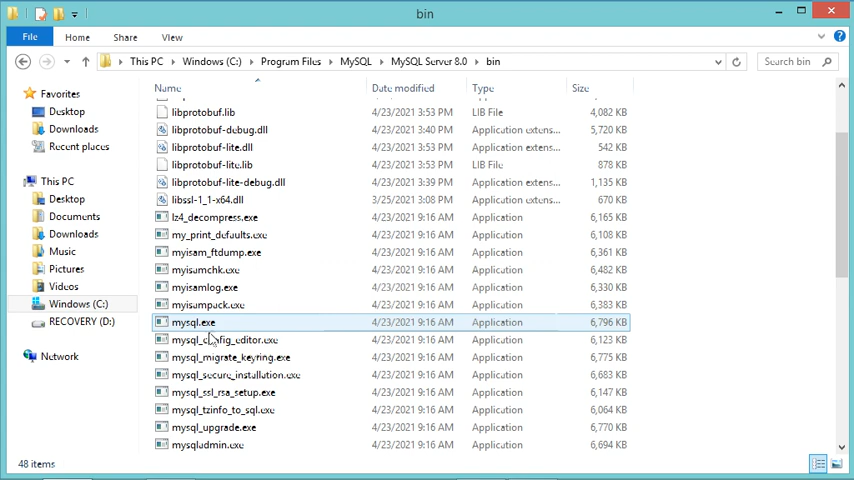 bin
File Home Share View
This PC Windows (C:) Program Files MySQL MySQL Server 8.0 bin Search bin
Name Date modified Type Size
Favorites
Desktop
Downloads
Recent places
This PC
Desktop
Documents
Downloads
Music
Pictures
Videos
Windows (C:)
RECOVERY (D:)
Network
libprotobuf.lib 4/23/2021 3:53 PM LIB File 4,082 KB
libprotobuf-debug.dll 4/23/2021 3:40 PM Application extens... 5,720 KB
libprotobuf-lite.dll 4/23/2021 3:53 PM Application extens... 542 KB
libprotobuf-lite.lib 4/23/2021 3:53 PM LIB File 878 KB
libprotobuf-lite-debug.dll 4/23/2021 3:39 PM Application extens... 1,135 KB
libssl-1_1-x64.dll 3/25/2021 3:08 PM Application extens... 670 KB
lz4_decompress.exe 4/23/2021 9:16 AM Application 6,165 KB
my_print_defaults.exe 4/23/2021 9:16 AM Application 6,108 KB
myisam_ftdump.exe 4/23/2021 9:16 AM Application 6,361 KB
myisamchk.exe 4/23/2021 9:16 AM Application 6,482 KB
myisamlog.exe 4/23/2021 9:16 AM Application 6,330 KB
myisampack.exe 4/23/2021 9:16 AM Application 6,383 KB
mysql.exe 4/23/2021 9:16 AM Application 6,796 KB
mysql_config_editor.exe 4/23/2021 9:16 AM Application 6,123 KB
mysql_migrate_keyring.exe 4/23/2021 9:16 AM Application 6,775 KB
mysql_secure_installation.exe 4/23/2021 9:16 AM Application 6,683 KB
mysql_ssl_rsa_setup.exe 4/23/2021 9:16 AM Application 6,147 KB
mysql_tzinfo_to_sql.exe 4/23/2021 9:16 AM Application 6,064 KB
mysql_upgrade.exe 4/23/2021 9:16 AM Application 6,770 KB
mysqladmin.exe 4/23/2021 9:16 AM Application 6,694 KB
48 items